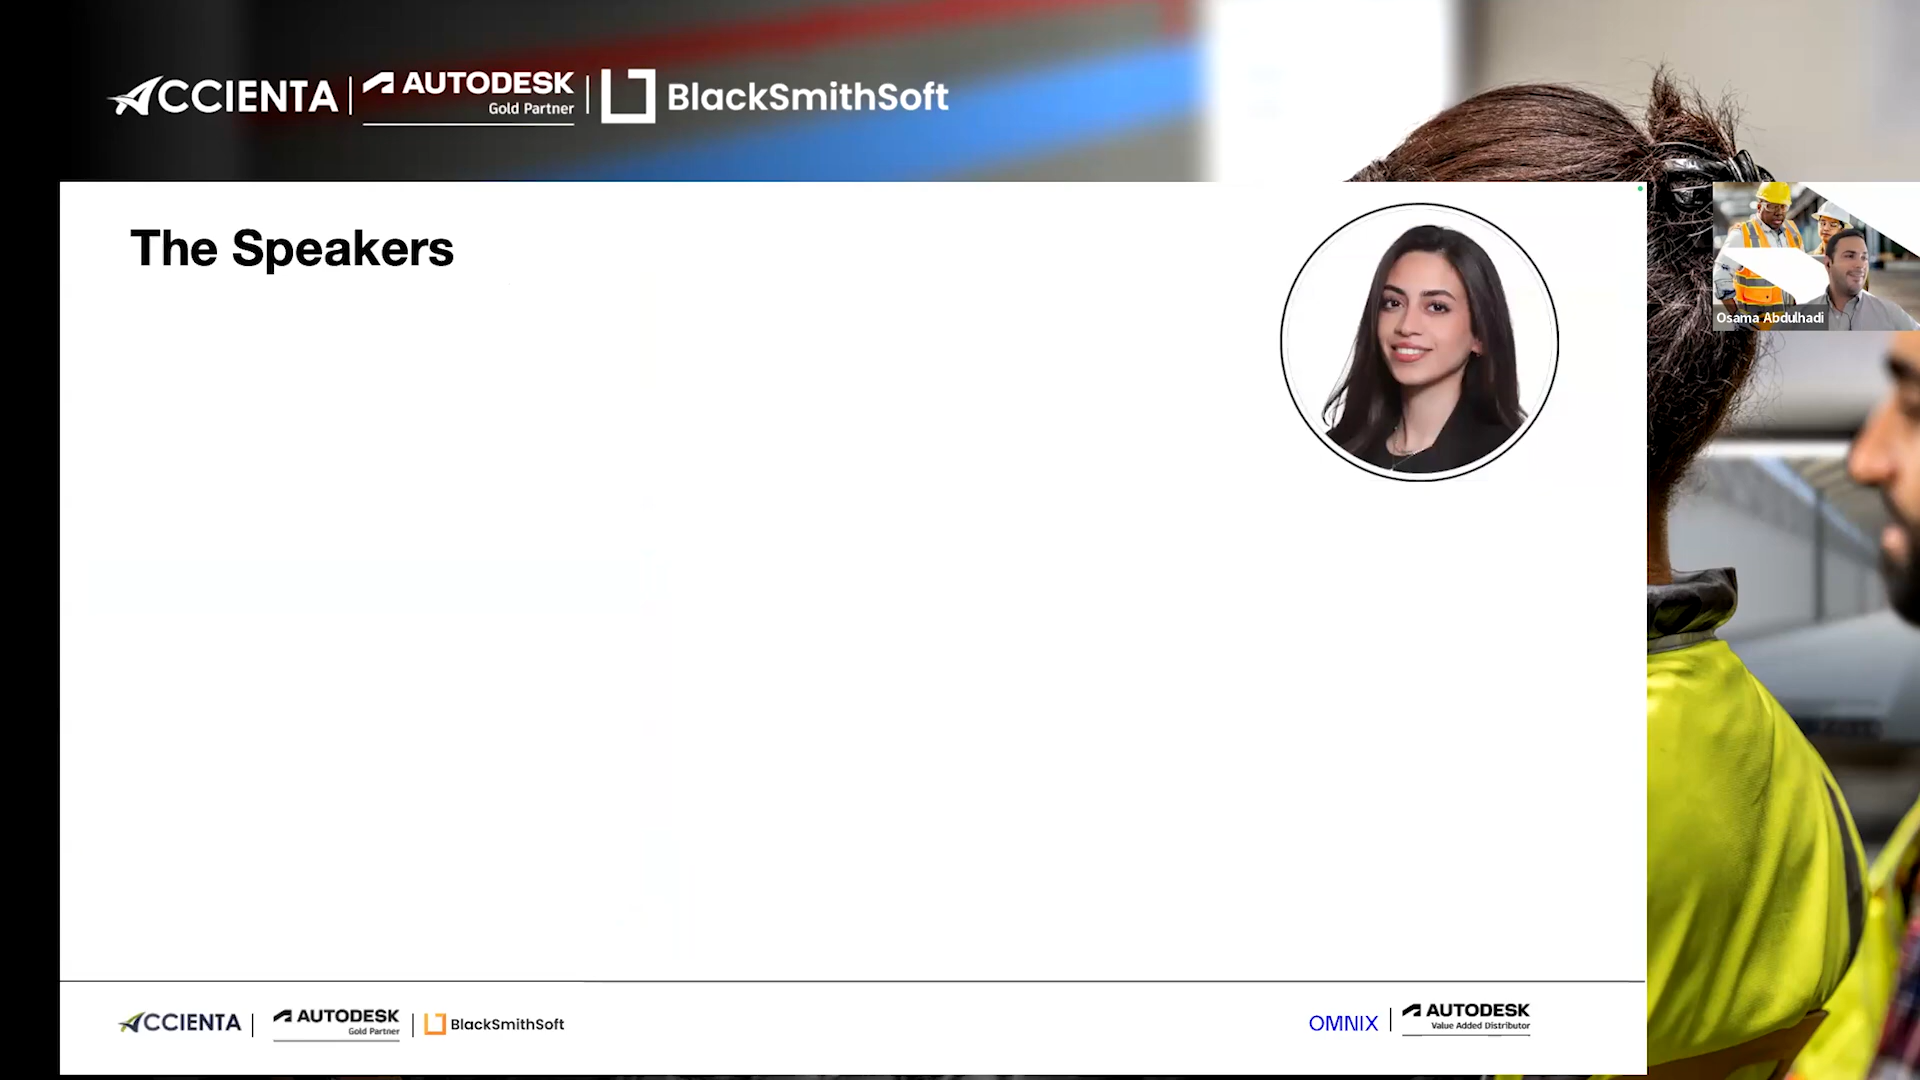 ACCIENTA
AUTODESK
Gold Partner
BlackSmithSoft
The Speakers
Osama Abdulhadi
ACCIENTA
AUTODESK
Gold Partner
BlackSmithSoft
OMNIX
AUTODESK
Value Added Distributor